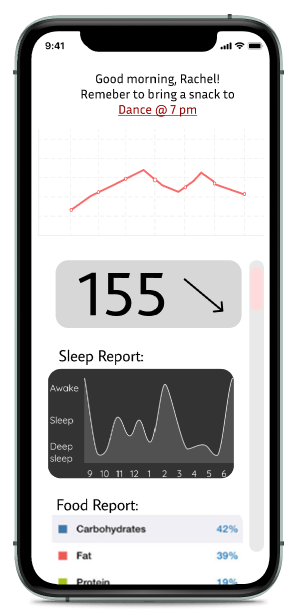 9:41
Good morning, Rachel!
Remeber to bring a snack to
Dance @ 7 pm
155
Sleep Report:
Awake
Sleep
Deep
sleep
9 10 11 12 1 2 3 4 5 6
Food Report:
Carbohydrates 42%
Fat 39%
Protein 19%